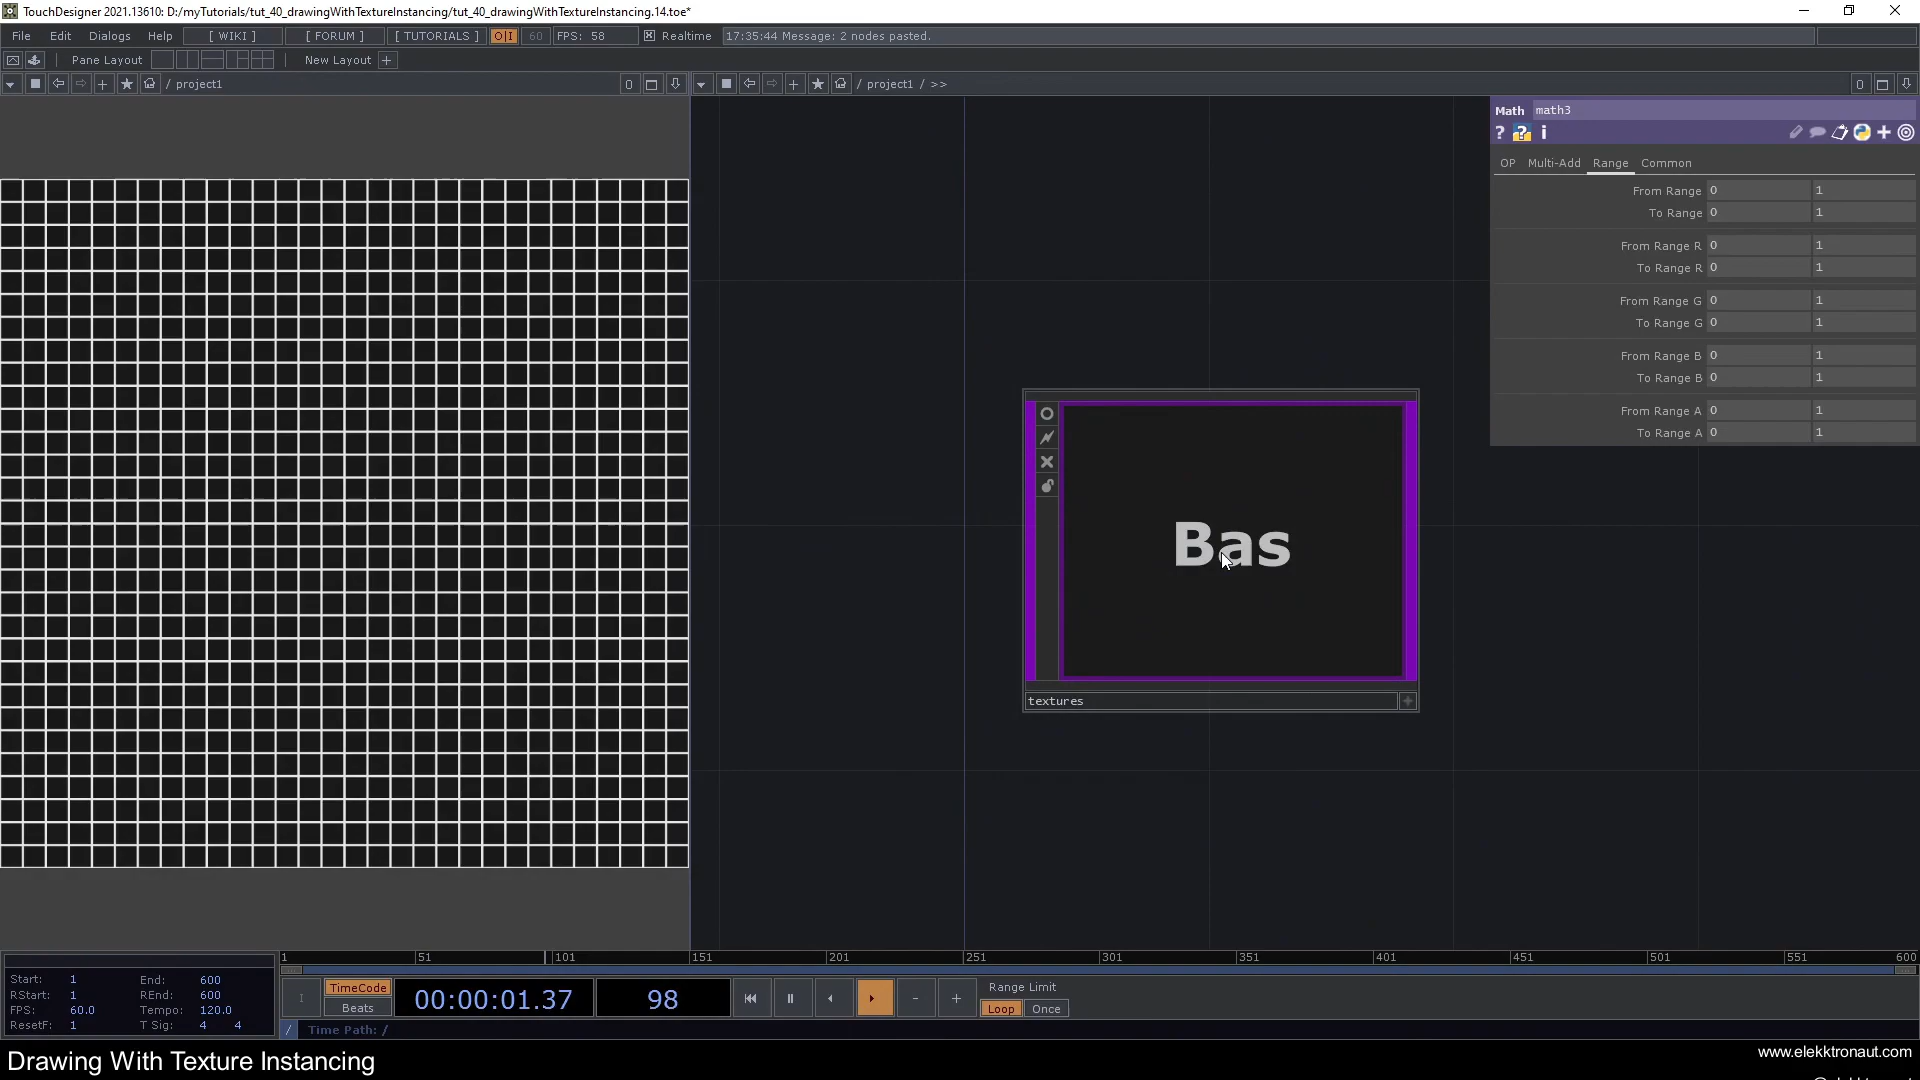 TouchDesigner 2021.13610: D:/myTutorials/tut_40_drawingWithTextureInstancing/tut_40_drawingWithTextureInstancing.14.toe*
File Edit Dialogs Help [ WIKI ] [ FORUM ] [ TUTORIALS ] O|I 60 FPS: 58 Realtime 17:35:44 Message: 2 nodes pasted.
Pane Layout New Layout +
/ project1 0 / project1 / >> 0
Math math3
? ? i
OP Multi-Add Range Common
From Range 0 1
To Range 0 1
From Range R 0 1
To Range R 0 1
From Range G 0 1
To Range G 0 1
From Range B 0 1
To Range B 0 1
From Range A 0 1
To Range A 0 1
Bas
textures
1 51 101 151 201 251 301 351 401 451 501 551 600
Start: 1 End: 600
RStart: 1 REnd: 600
FPS: 60.0 Tempo: 120.0
ResetF: 1 T Sig: 4 4
I TimeCode Beats 00:00:01.37 98 - + Range Limit
Loop Once
/ Time Path: /
Drawing With Texture Instancing
www.elekktronaut.com